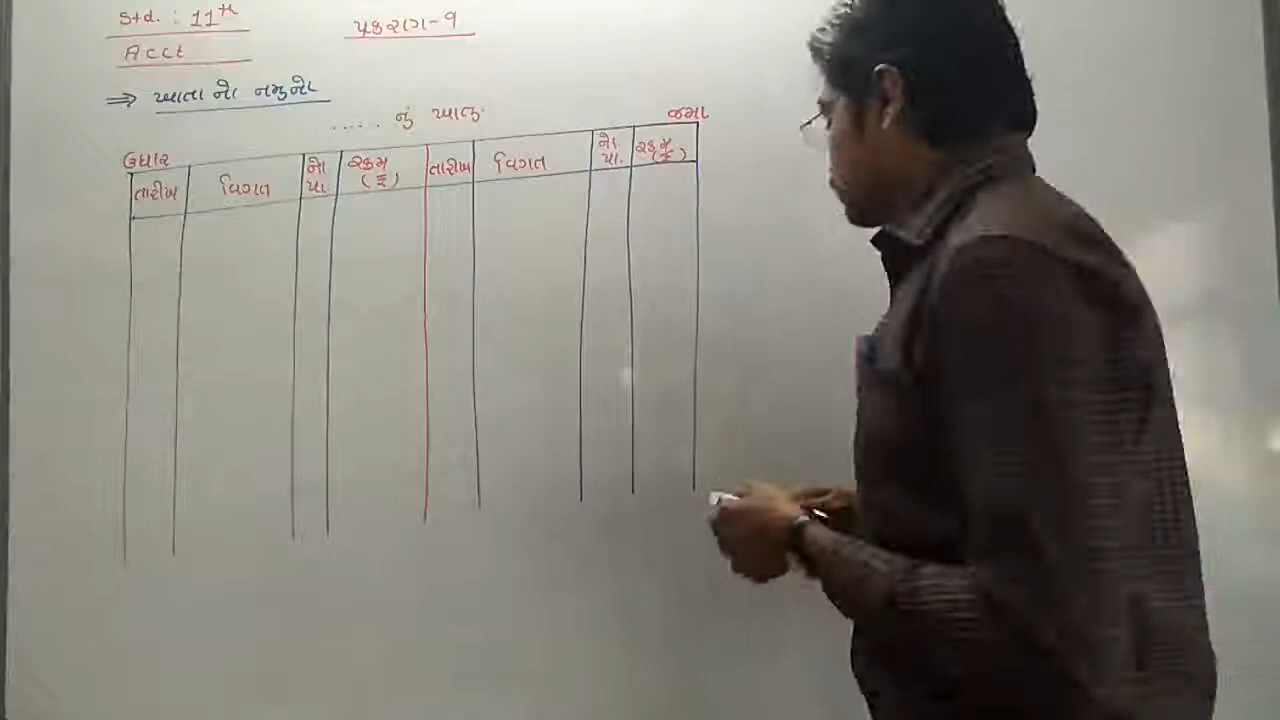 Std. : 11th
પ્રકરણ-૧
Acct
⇒ ખાતા નો નમુનો
..... નું ખાતુ
ઉધાર જમા
તારીખ વિગત નો પા. રકમ (₹) તારીખ વિગત નો. પા. રકમ (₹)